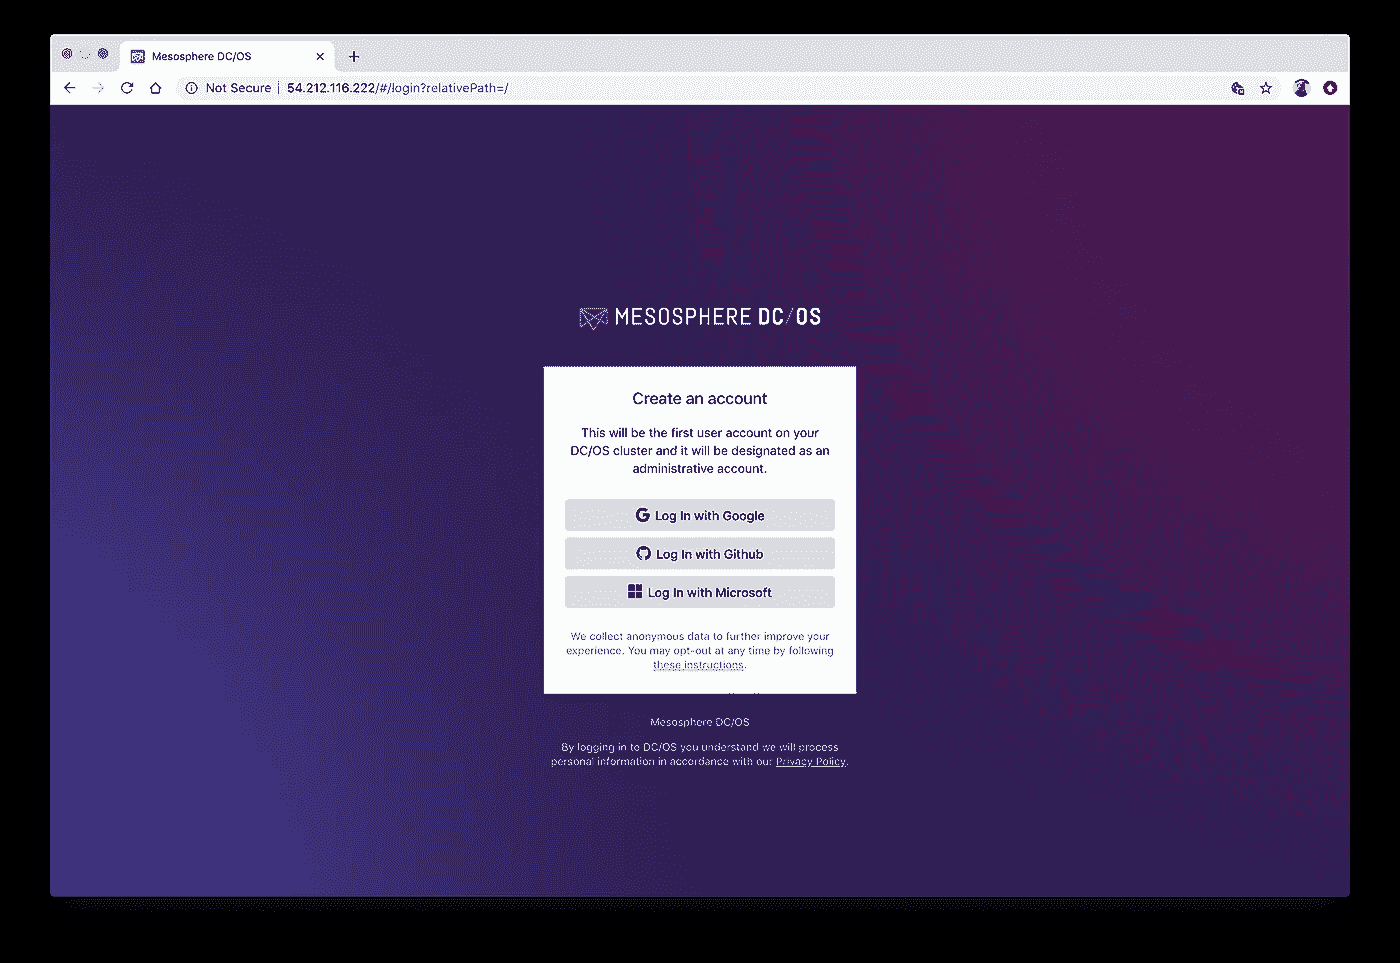 Mesosphere DC/OS
Not Secure | 54.212.116.222/#/login?relativePath=/
MESOSPHERE DC/OS
Create an account
This will be the first user account on your
DC/OS cluster and it will be designated as an
administrative account.
Log In with Google
Log In with Github
Log In with Microsoft
We collect anonymous data to further improve your
experience. You may opt-out at any time by following
these instructions.
Mesosphere DC/OS
By logging in to DC/OS you understand we will process
personal information in accordance with our Privacy Policy.